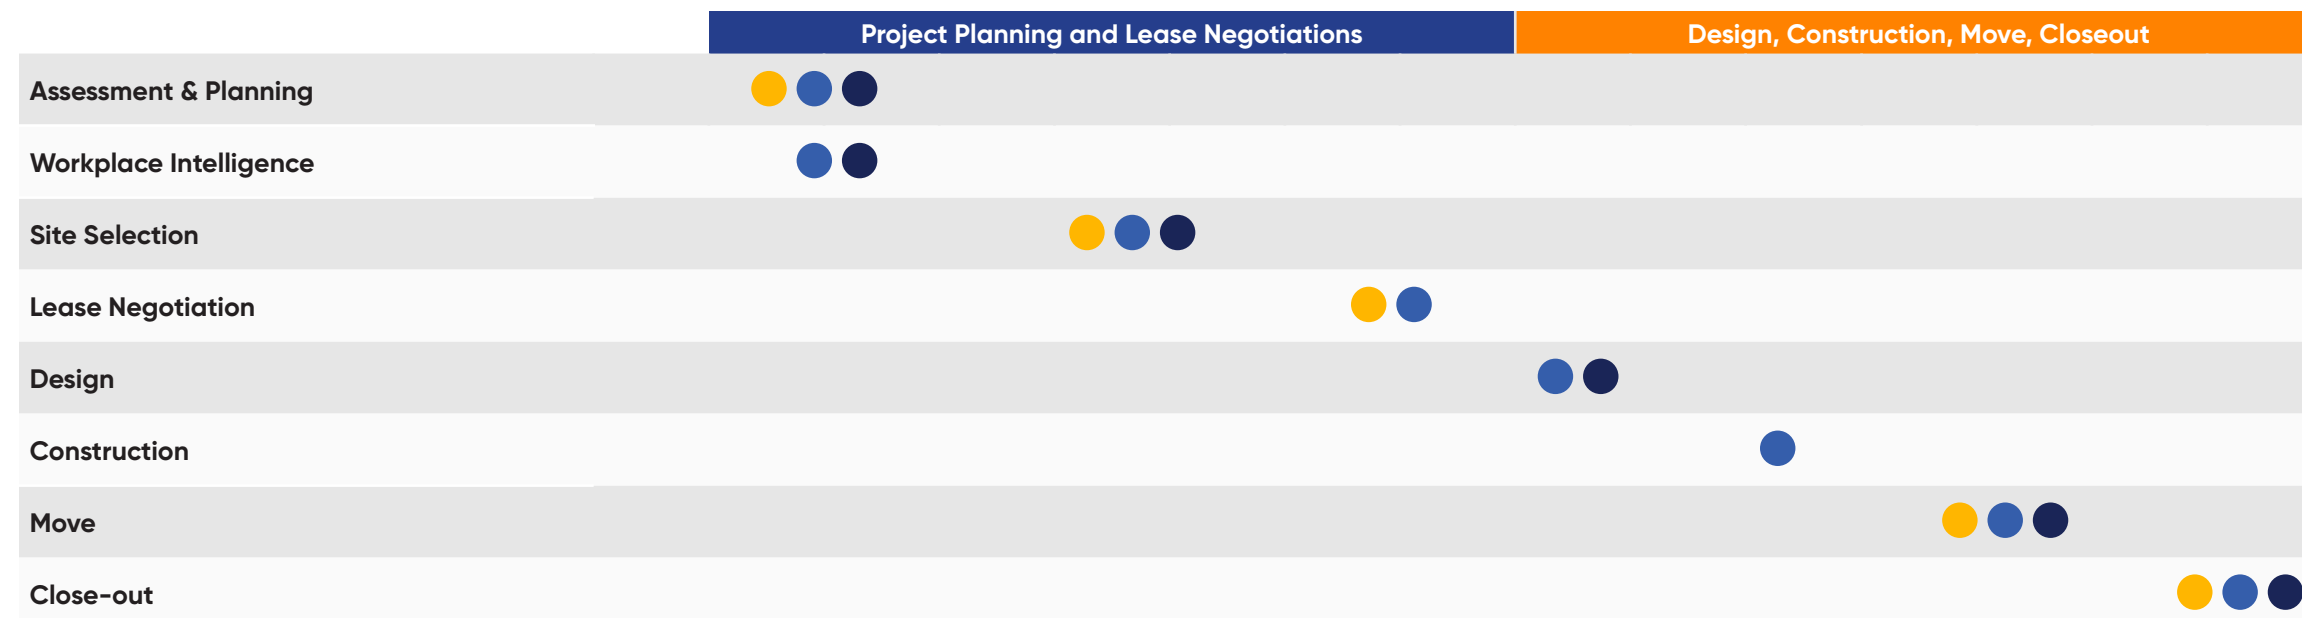 Project Planning and Lease Negotiations
Design, Construction, Move, Closeout
Assessment & Planning
Workplace Intelligence
Site Selection
Lease Negotiation
Design
Construction
Move
Close-out